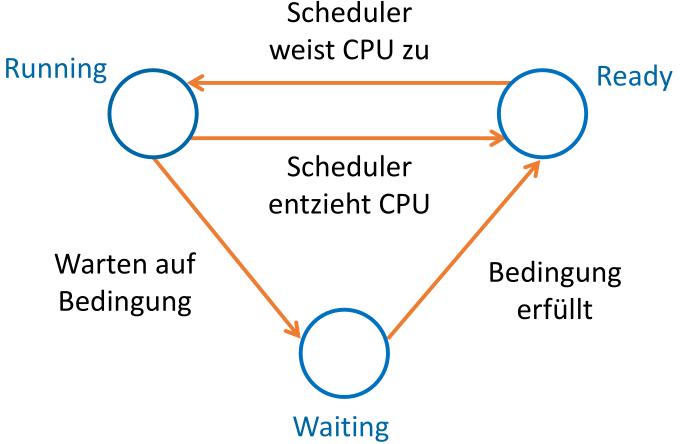 Scheduler
weist CPU zu
Running
Ready
Scheduler
entzieht CPU
Warten auf
Bedingung
Bedingung
erfüllt
Waiting